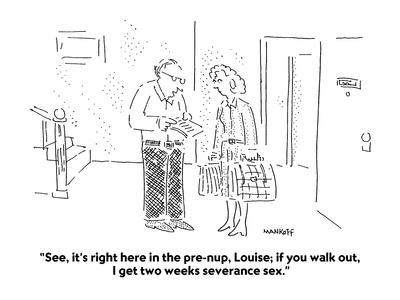 MANKOFF
"See, it's right here in the pre-nup, Louise; if you walk out,
I get two weeks severance sex."